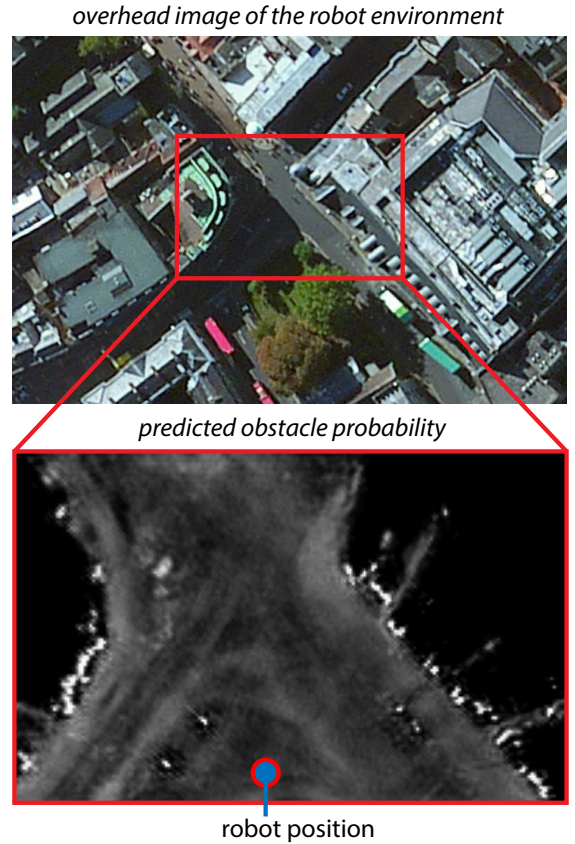 overhead image of the robot environment
predicted obstacle probability
robot position